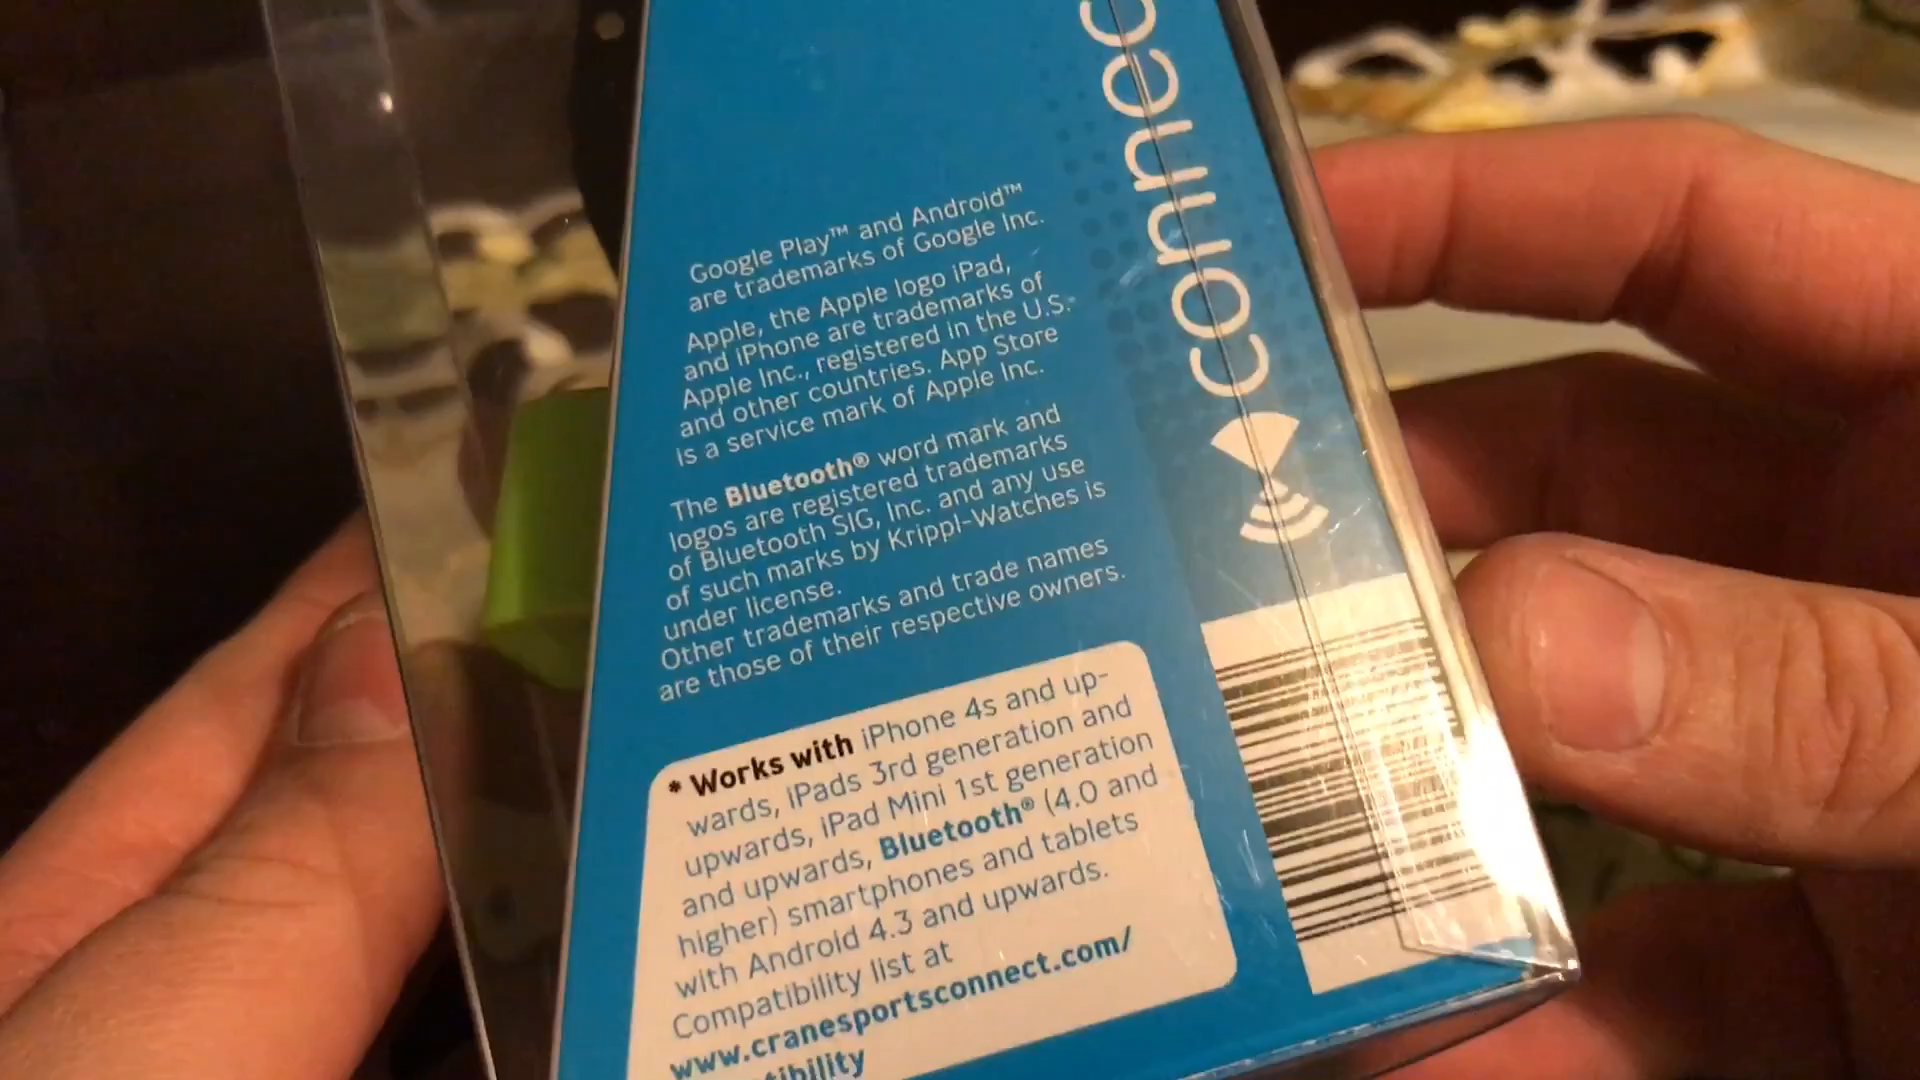 Google Play™ and Android™
are trademarks of Google Inc.
Apple, the Apple logo iPad,
and iPhone are trademarks of
Apple Inc., registered in the U.S.
and other countries. App Store
is a service mark of Apple Inc.
The Bluetooth® word mark and
logos are registered trademarks
of Bluetooth SIG, Inc. and any use
of such marks by Krippl-Watches is
under license.
Other trademarks and trade names
are those of their respective owners.
* Works with iPhone 4s and up-
wards, iPads 3rd generation and
upwards, iPad Mini 1st generation
and upwards, Bluetooth® (4.0 and
higher) smartphones and tablets
with Android 4.3 and upwards.
Compatibility list at
www.cranesportsconnect.com/
connec